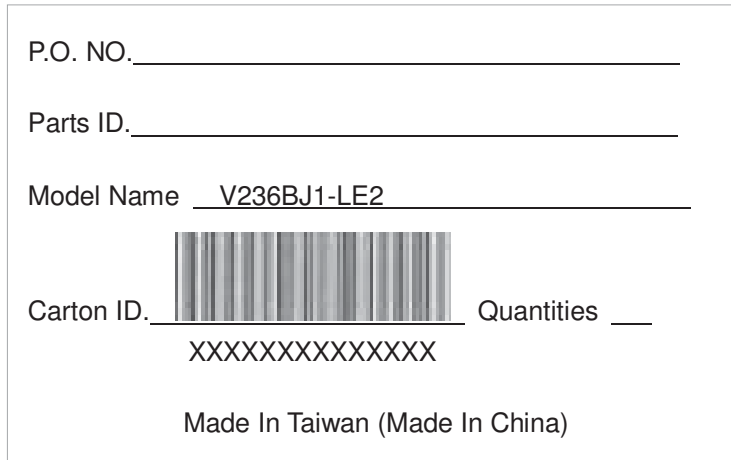 P.O. NO.
Parts ID.
Model Name V236BJ1-LE2
Carton ID. Quantities
XXXXXXXXXXXXXX
Made In Taiwan (Made In China)